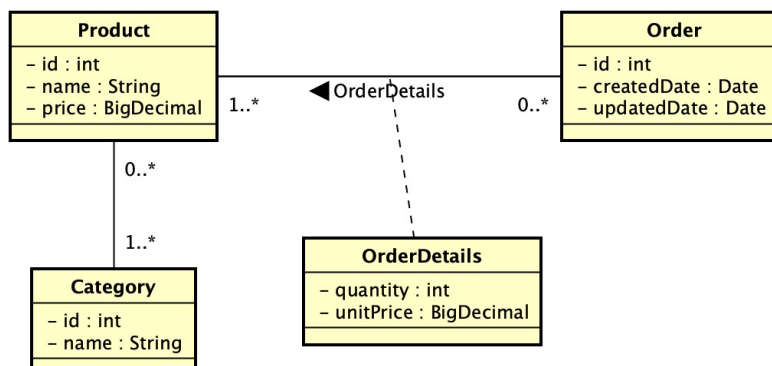 Product
- id : int
- name : String
- price : BigDecimal
Order
- id : int
- createdDate : Date
- updatedDate : Date
◀ OrderDetails
1..*
0..*
0..*
1..*
OrderDetails
- quantity : int
- unitPrice : BigDecimal
Category
- id : int
- name : String